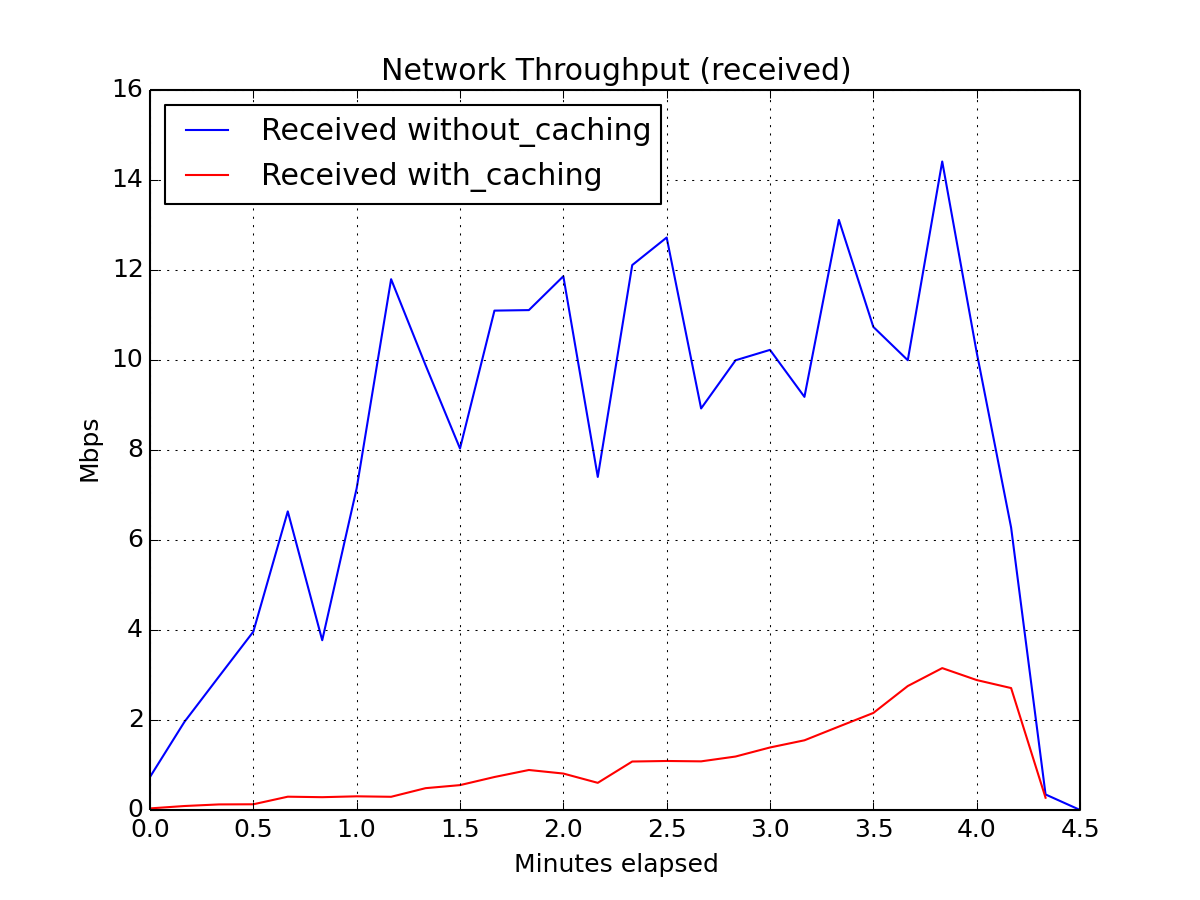 Network Throughput (received)
16
14
12
10
8
6
4
2
0
Mbps
Received without_caching
Received with_caching
0.0 0.5 1.0 1.5 2.0 2.5 3.0 3.5 4.0 4.5
Minutes elapsed